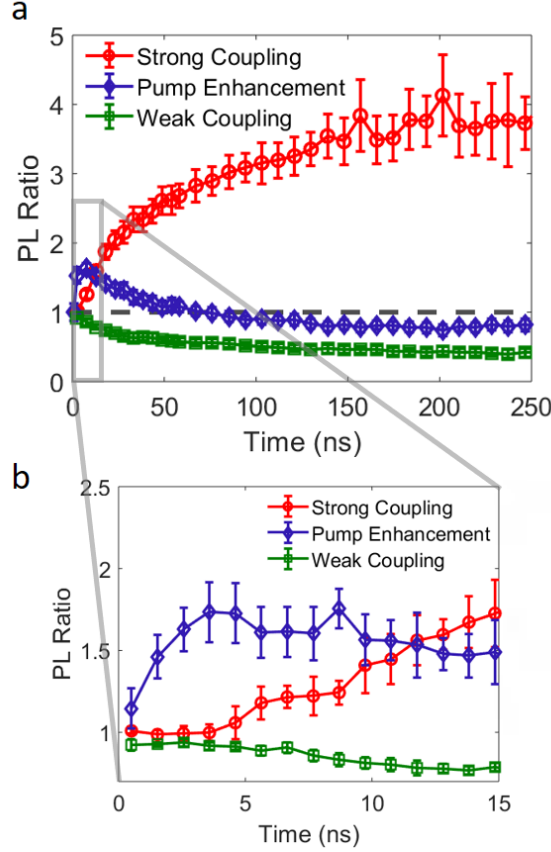 a
Strong Coupling
Pump Enhancement
Weak Coupling
PL Ratio
5
4
3
2
1
0
0 50 100 150 200 250
Time (ns)
b
Strong Coupling
Pump Enhancement
Weak Coupling
PL Ratio
2.5
2
1.5
1
0 5 10 15
Time (ns)